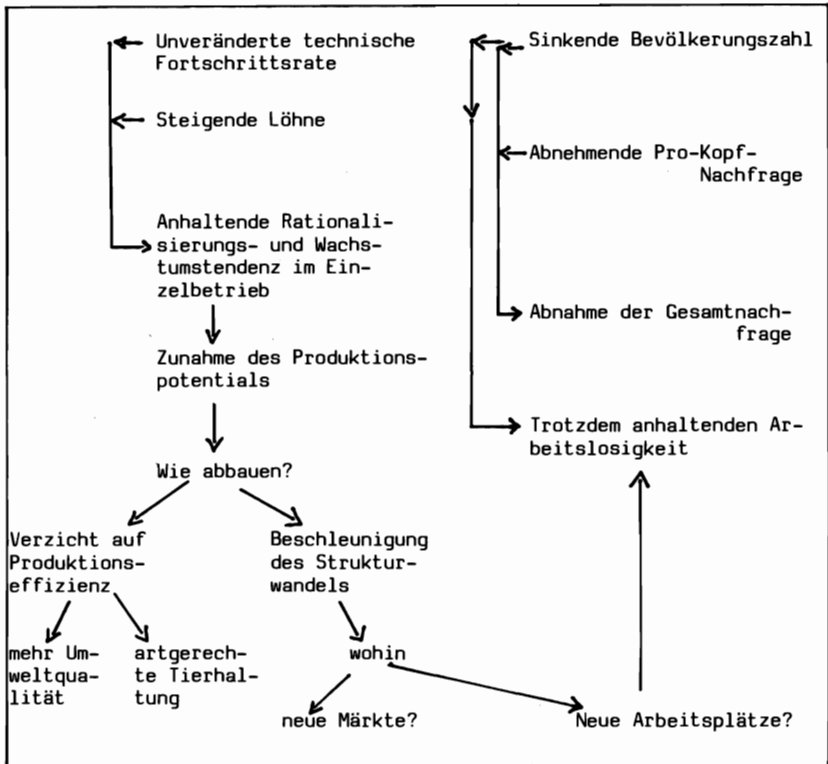 Unveränderte technische
Fortschrittsrate
Steigende Löhne
Anhaltende Rationali-
sierungs- und Wachs-
tumstendenz im Ein-
zelbetrieb
Zunahme des Produktions-
potentials
Wie abbauen?
Verzicht auf
Produktions-
effizienz
mehr Um-
weltqua-
lität
artgerech-
te Tierhal-
tung
Beschleunigung
des Struktur-
wandels
wohin
neue Märkte?
Neue Arbeitsplätze?
Sinkende Bevölkerungszahl
Abnehmende Pro-Kopf-
Nachfrage
Abnahme der Gesamtnach-
frage
Trotzdem anhaltenden Ar-
beitslosigkeit